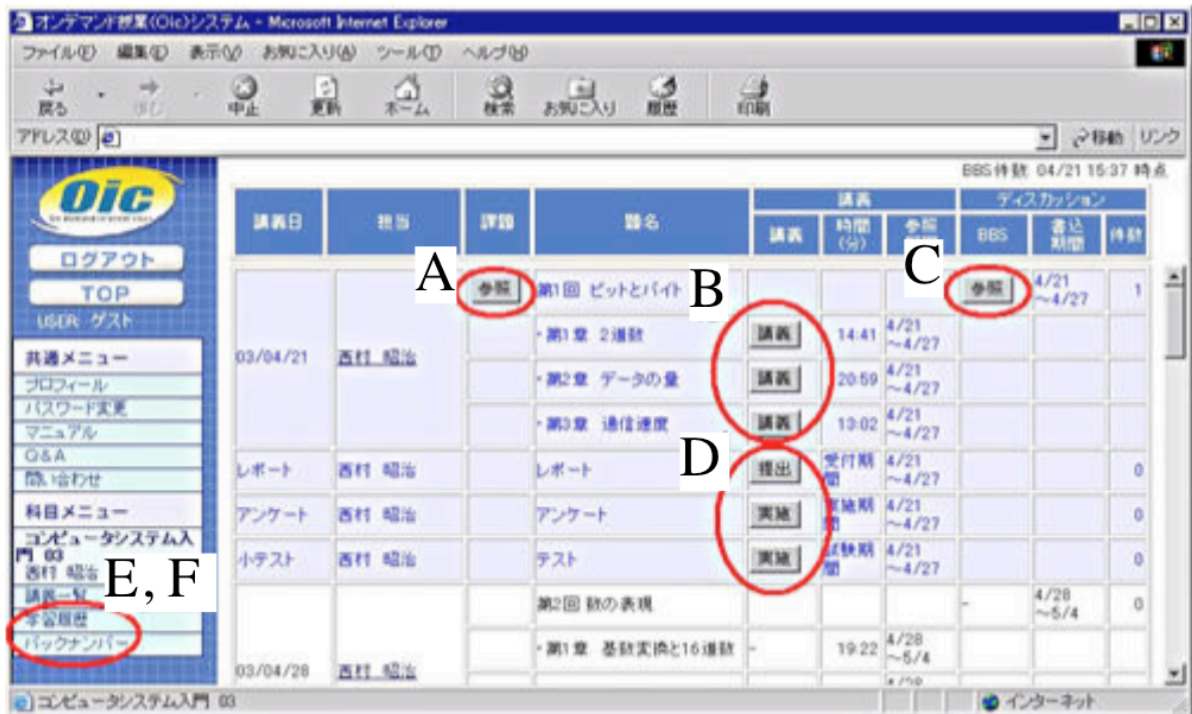 オンデマンド授業(Oic)システム - Microsoft Internet Explorer
ファイル(F) 編集(E) 表示(V) お気に入り(A) ツール(T) ヘルプ(H)
戻る 中止 更新 ホーム 検索 お気に入り 履歴 印刷
アドレス(D) 移動 リンク
BBS件数 04/21 15:37 時点
Oic
ログアウト
TOP
USER ゲスト
共通メニュー
プロフィール
パスワード変更
マニュアル
Q&A
問い合わせ
科目メニュー
コンピュータシステム入
門 03
西村 昭治
E, F
講義一覧
学習履歴
バックナンバー
講義 ディスカッション
講義日 担当 課題 題名 講義 時間(分) 参照 BBS 書込期間 件数
A B C
参照 第1回 ビットとバイト 参照 4/21～4/27 1
03/04/21 西村 昭治
・第1章 2進数 講義 14:41 4/21～4/27
・第2章 データの量 講義 20:59 4/21～4/27
・第3章 通信速度 講義 13:02 4/21～4/27
D
レポート 西村 昭治 レポート 提出 受付期間 4/21～4/27 0
アンケート 西村 昭治 アンケート 実施 実施期間 4/21～4/27 0
小テスト 西村 昭治 テスト 実施 試験期間 4/21～4/27 0
第2回 数の表現 - 4/28～5/4 0
03/04/28 西村 昭治
・第1章 基数変換と16進数 - 19:22 4/28～5/4
コンピュータシステム入門 03 インターネット